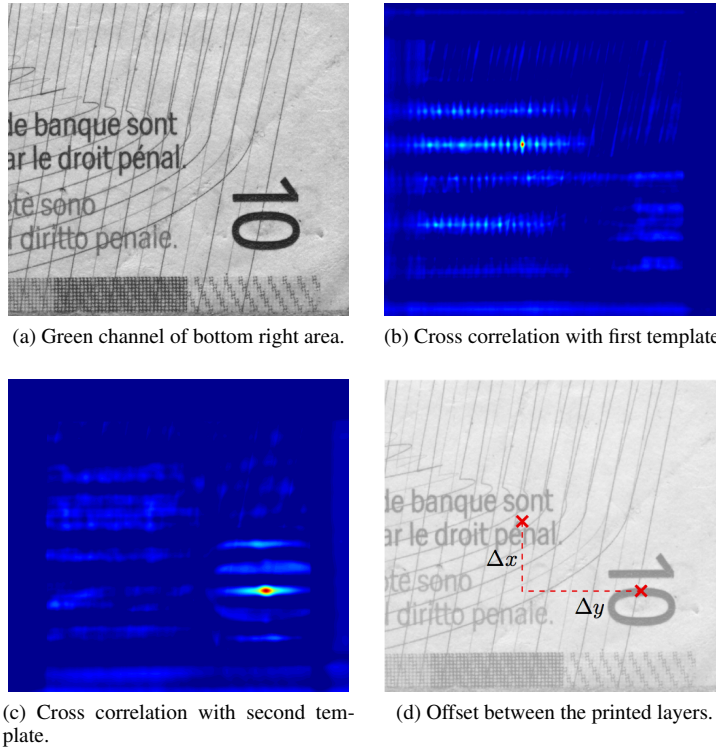 de banque sont
ar le droit pénal.
otè sono
i diritto penale.
10
(a) Green channel of bottom right area.
(b) Cross correlation with first template
(c) Cross correlation with second tem-
plate.
de banque sont
ar le droit pénal.
Δx
otè sono
Δy
diritto penale.
10
(d) Offset between the printed layers.